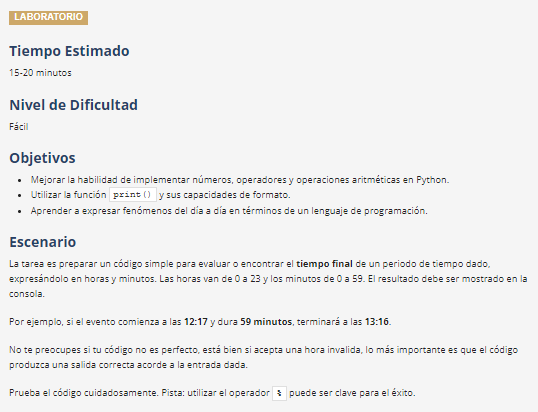 LABORATORIO
Tiempo Estimado
15-20 minutos
Nivel de Dificultad
Fácil
Objetivos
• Mejorar la habilidad de implementar números, operadores y operaciones aritméticas en Python.
• Utilizar la función print() y sus capacidades de formato.
• Aprender a expresar fenómenos del día a día en términos de un lenguaje de programación.
Escenario
La tarea es preparar un código simple para evaluar o encontrar el tiempo final de un periodo de tiempo dado,
expresándolo en horas y minutos. Las horas van de 0 a 23 y los minutos de 0 a 59. El resultado debe ser mostrado en la
consola.
Por ejemplo, si el evento comienza a las 12:17 y dura 59 minutos, terminará a las 13:16.
No te preocupes si tu código no es perfecto, está bien si acepta una hora invalida, lo más importante es que el código
produzca una salida correcta acorde a la entrada dada.
Prueba el código cuidadosamente. Pista: utilizar el operador % puede ser clave para el éxito.